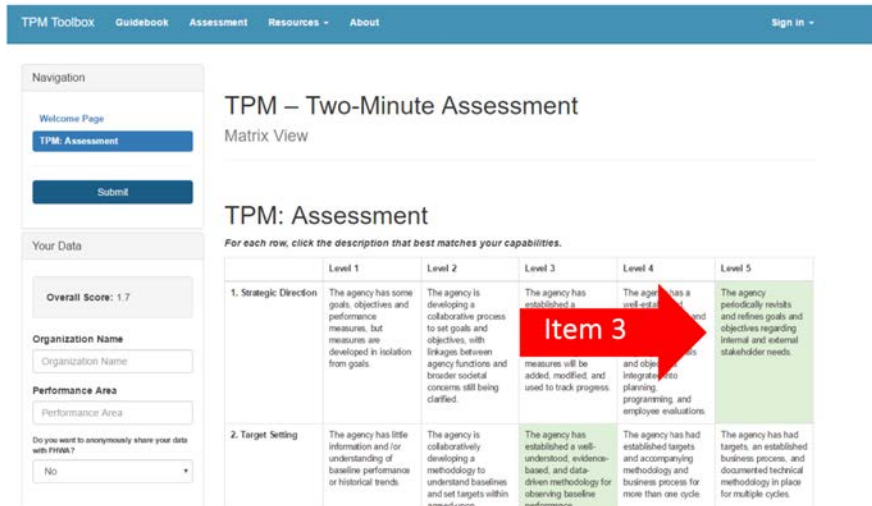 TPM Toolbox Guidebook Assessment Resources About Sign in
Navigation
Welcome Page
TPM: Assessment
Submit
Your Data
Overall Score: 1.7
Organization Name
Organization Name
Performance Area
Performance Area
Do you want to anonymously share your data
with FHWA?
No
TPM – Two-Minute Assessment
Matrix View
TPM: Assessment
For each row, click the description that best matches your capabilities.
Level 1 Level 2 Level 3 Level 4 Level 5
1. Strategic Direction
The agency has some
goals, objectives and
performance
measures, but
measures are
developed in isolation
from goals.
The agency is
developing a
collaborative process
to set goals and
objectives, with
linkages between
agency functions and
broader societal
concerns still being
clarified.
The agency has
established a
measures will be
added, modified, and
used to track progress.
The agency has a
well-established
and
and objectives
integrated into
planning,
programming, and
employee evaluations.
Item 3
The agency
periodically revisits
and refines goals and
objectives regarding
internal and external
stakeholder needs.
2. Target Setting
The agency has little
information and /or
understanding of
baseline performance
or historical trends.
The agency is
collaboratively
developing a
methodology to
understand baselines
and set targets within
The agency has
established a well-
understood, evidence-
based, and data-
driven methodology for
observing baseline
performance
The agency has had
established targets
and accompanying
methodology and
business process for
more than one cycle.
The agency has had
targets, an established
business process, and
documented technical
methodology in place
for multiple cycles.